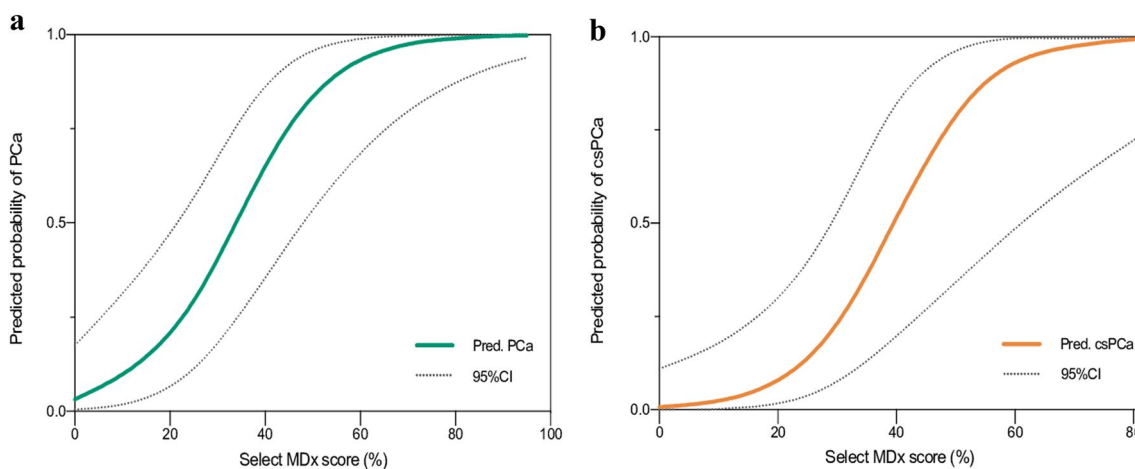 a
1.0
0.5
0.0
Predicted probability of PCa
Pred. PCa
95%CI
0 20 40 60 80 100
Select MDx score (%)
b
1.0
0.5
0.0
Predicted probability of csPCa
Pred. csPCa
95%CI
0 20 40 60 80
Select MDx score (%)